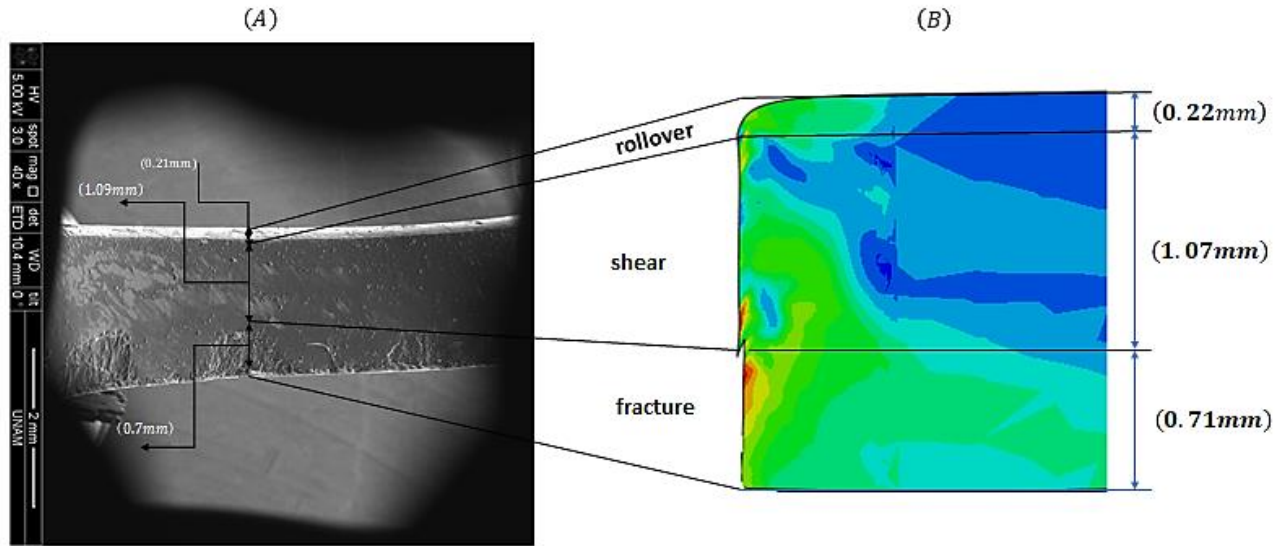 (A)
(B)
HV
5.00 kV
spot
3.0
mag □
40 x
det
ETD
WD
10.4 mm
tilt
0 °
2 mm
UNAM
(0.21mm)
(1.09mm)
(0.7mm)
rollover
shear
fracture
(0.22mm)
(1.07mm)
(0.71mm)